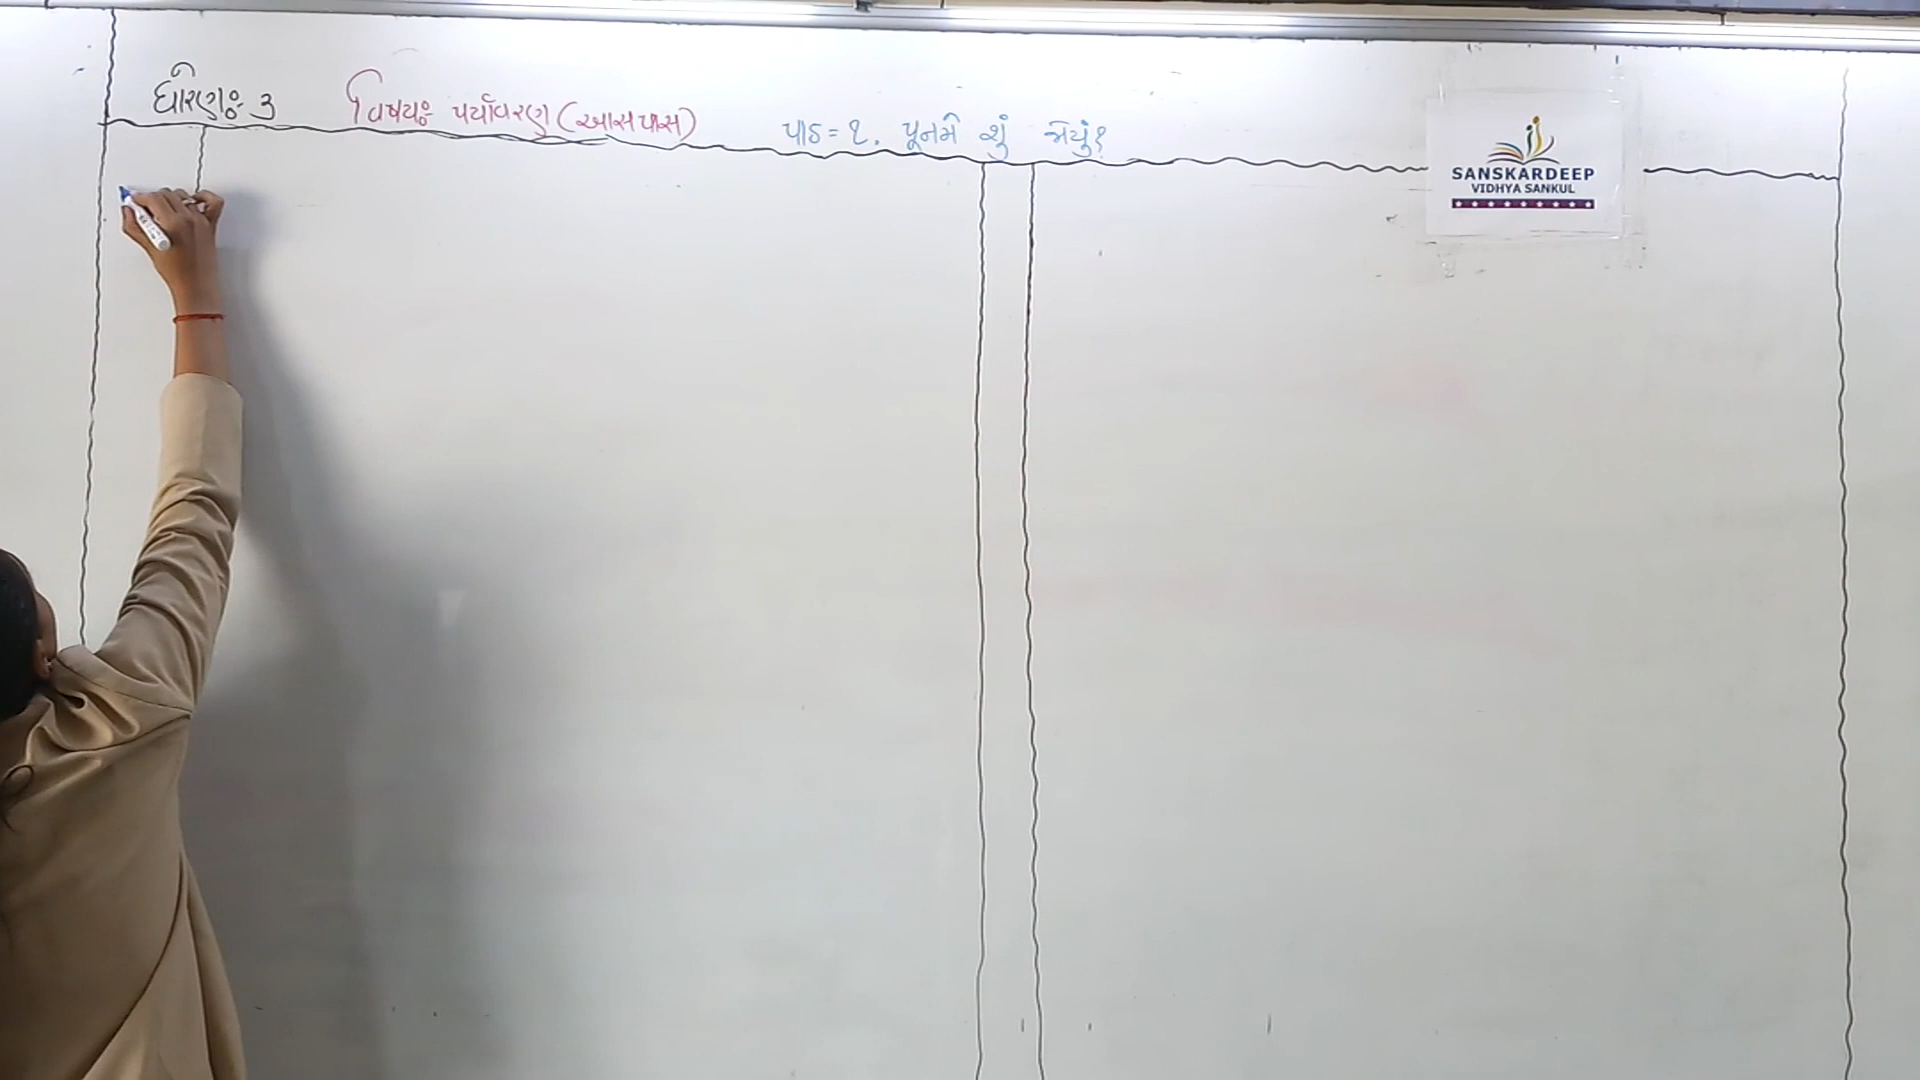 ધોરણઃ- ૩ વિષયઃ- પર્યાવરણ (આસપાસ) પાઠ = ૧. પૂનમે શું જોયું?
SANSKARDEEP
VIDHYA SANKUL